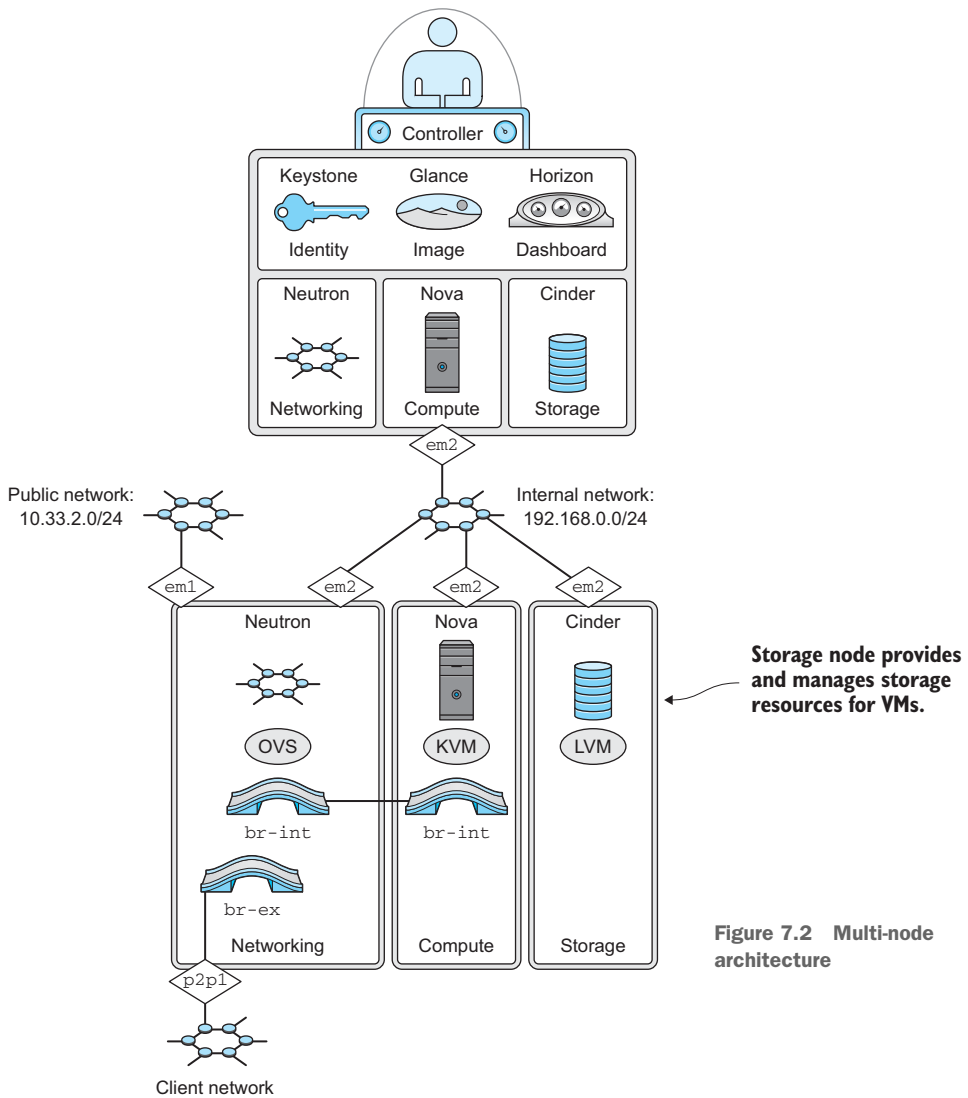 Controller
Keystone Glance Horizon
Identity Image Dashboard
Neutron Nova Cinder
Networking Compute Storage
em2
Public network:
10.33.2.0/24
Internal network:
192.168.0.0/24
em1 em2 em2 em2
Neutron Nova Cinder
Storage node provides
and manages storage
resources for VMs.
OVS KVM LVM
br-int br-int
br-ex
Networking Compute Storage
Figure 7.2 Multi-node
architecture
p2p1
Client network